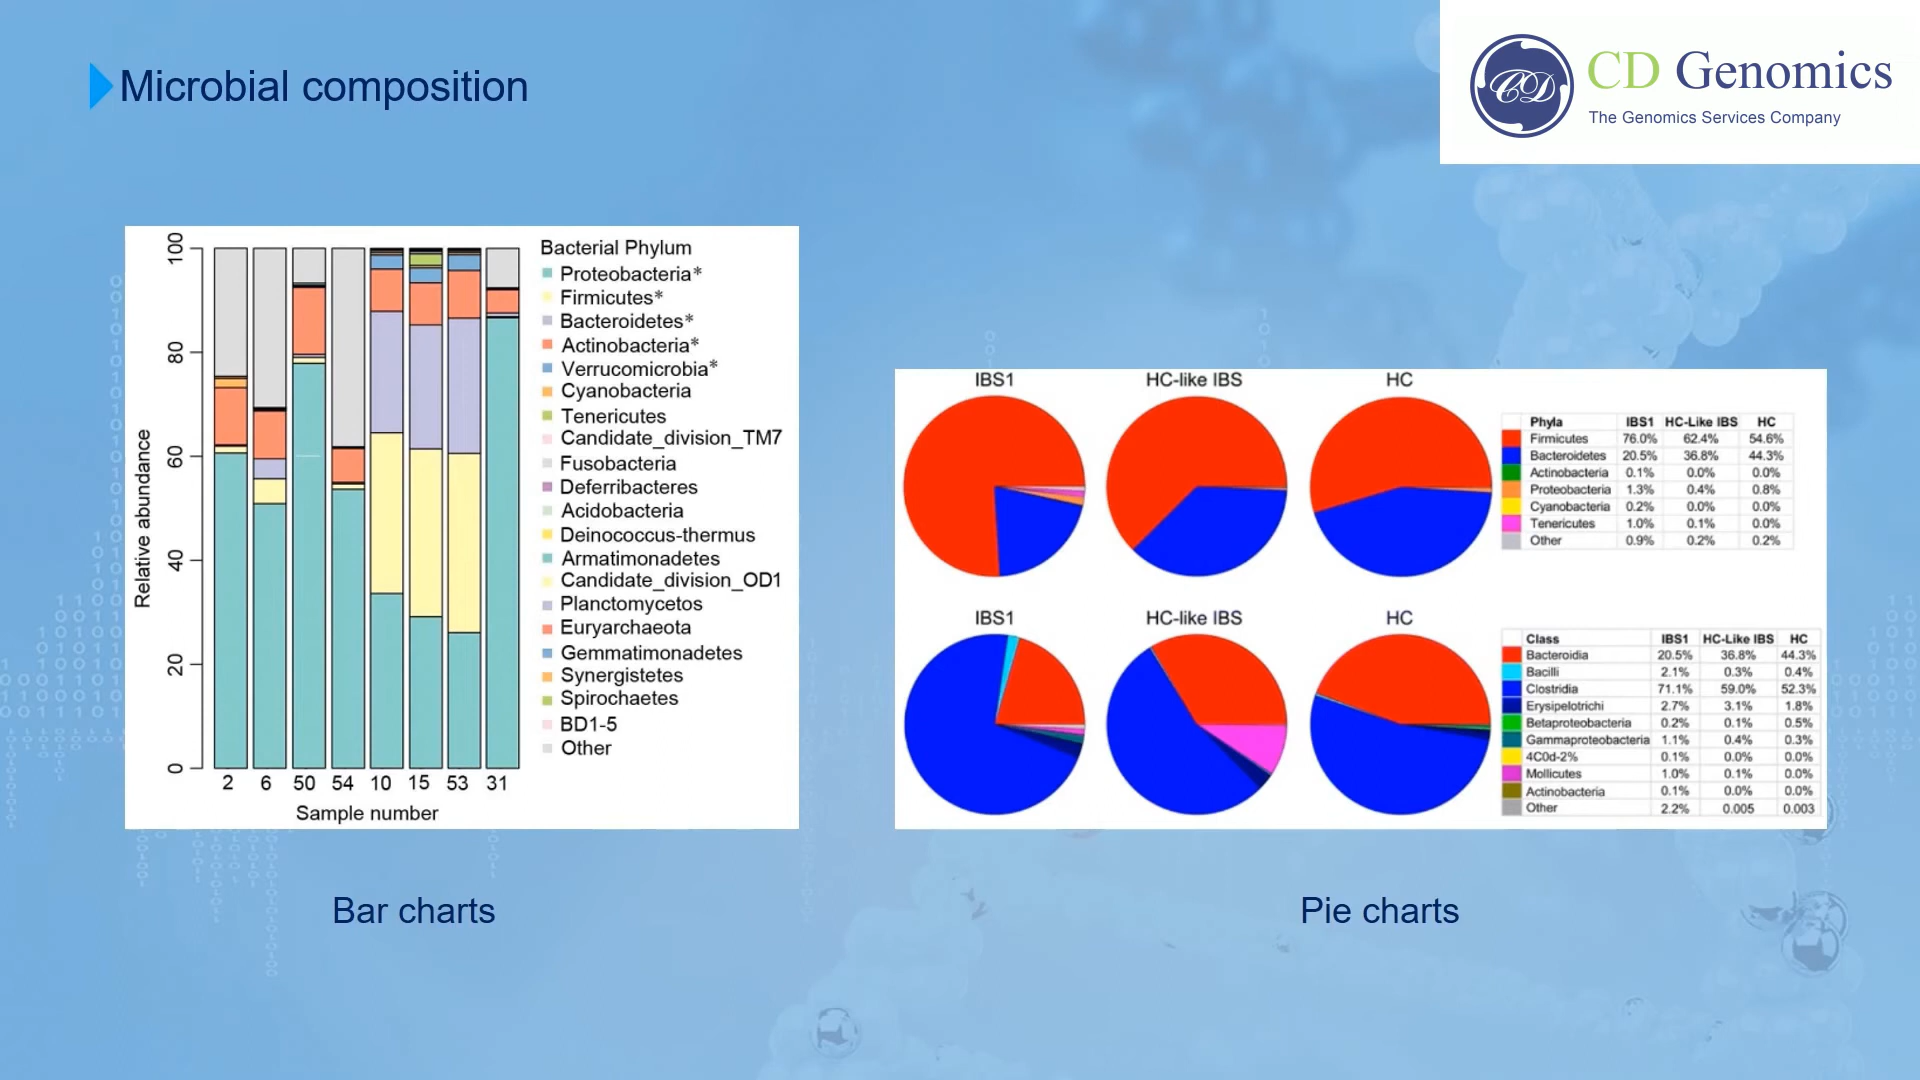 Microbial composition
CD
CD Genomics
The Genomics Services Company
100
80
60
40
20
0
Relative abundance
2 6 50 54 10 15 53 31
Sample number
Bacterial Phylum
Proteobacteria*
Firmicutes*
Bacteroidetes*
Actinobacteria*
Verrucomicrobia*
Cyanobacteria
Tenericutes
Candidate_division_TM7
Fusobacteria
Deferribacteres
Acidobacteria
Deinococcus-thermus
Armatimonadetes
Candidate_division_OD1
Planctomycetos
Euryarchaeota
Gemmatimonadetes
Synergistetes
Spirochaetes
BD1-5
Other
Bar charts
IBS1 HC-like IBS HC
Phyla IBS1 HC-Like IBS HC
Firmicutes 76.0% 62.4% 54.6%
Bacteroidetes 20.5% 36.8% 44.3%
Actinobacteria 0.1% 0.0% 0.0%
Proteobacteria 1.3% 0.4% 0.8%
Cyanobacteria 0.2% 0.0% 0.0%
Tenericutes 1.0% 0.1% 0.0%
Other 0.9% 0.2% 0.2%
IBS1 HC-like IBS HC
Class IBS1 HC-Like IBS HC
Bacteroidia 20.5% 36.8% 44.3%
Bacilli 2.1% 0.3% 0.4%
Clostridia 71.1% 59.0% 52.3%
Erysipelotrichi 2.7% 3.1% 1.8%
Betaproteobacteria 0.2% 0.1% 0.5%
Gammaproteobacteria 1.1% 0.4% 0.3%
4C0d-2% 0.1% 0.0% 0.0%
Mollicutes 1.0% 0.1% 0.0%
Actinobacteria 0.1% 0.0% 0.0%
Other 2.2% 0.005 0.003
Pie charts